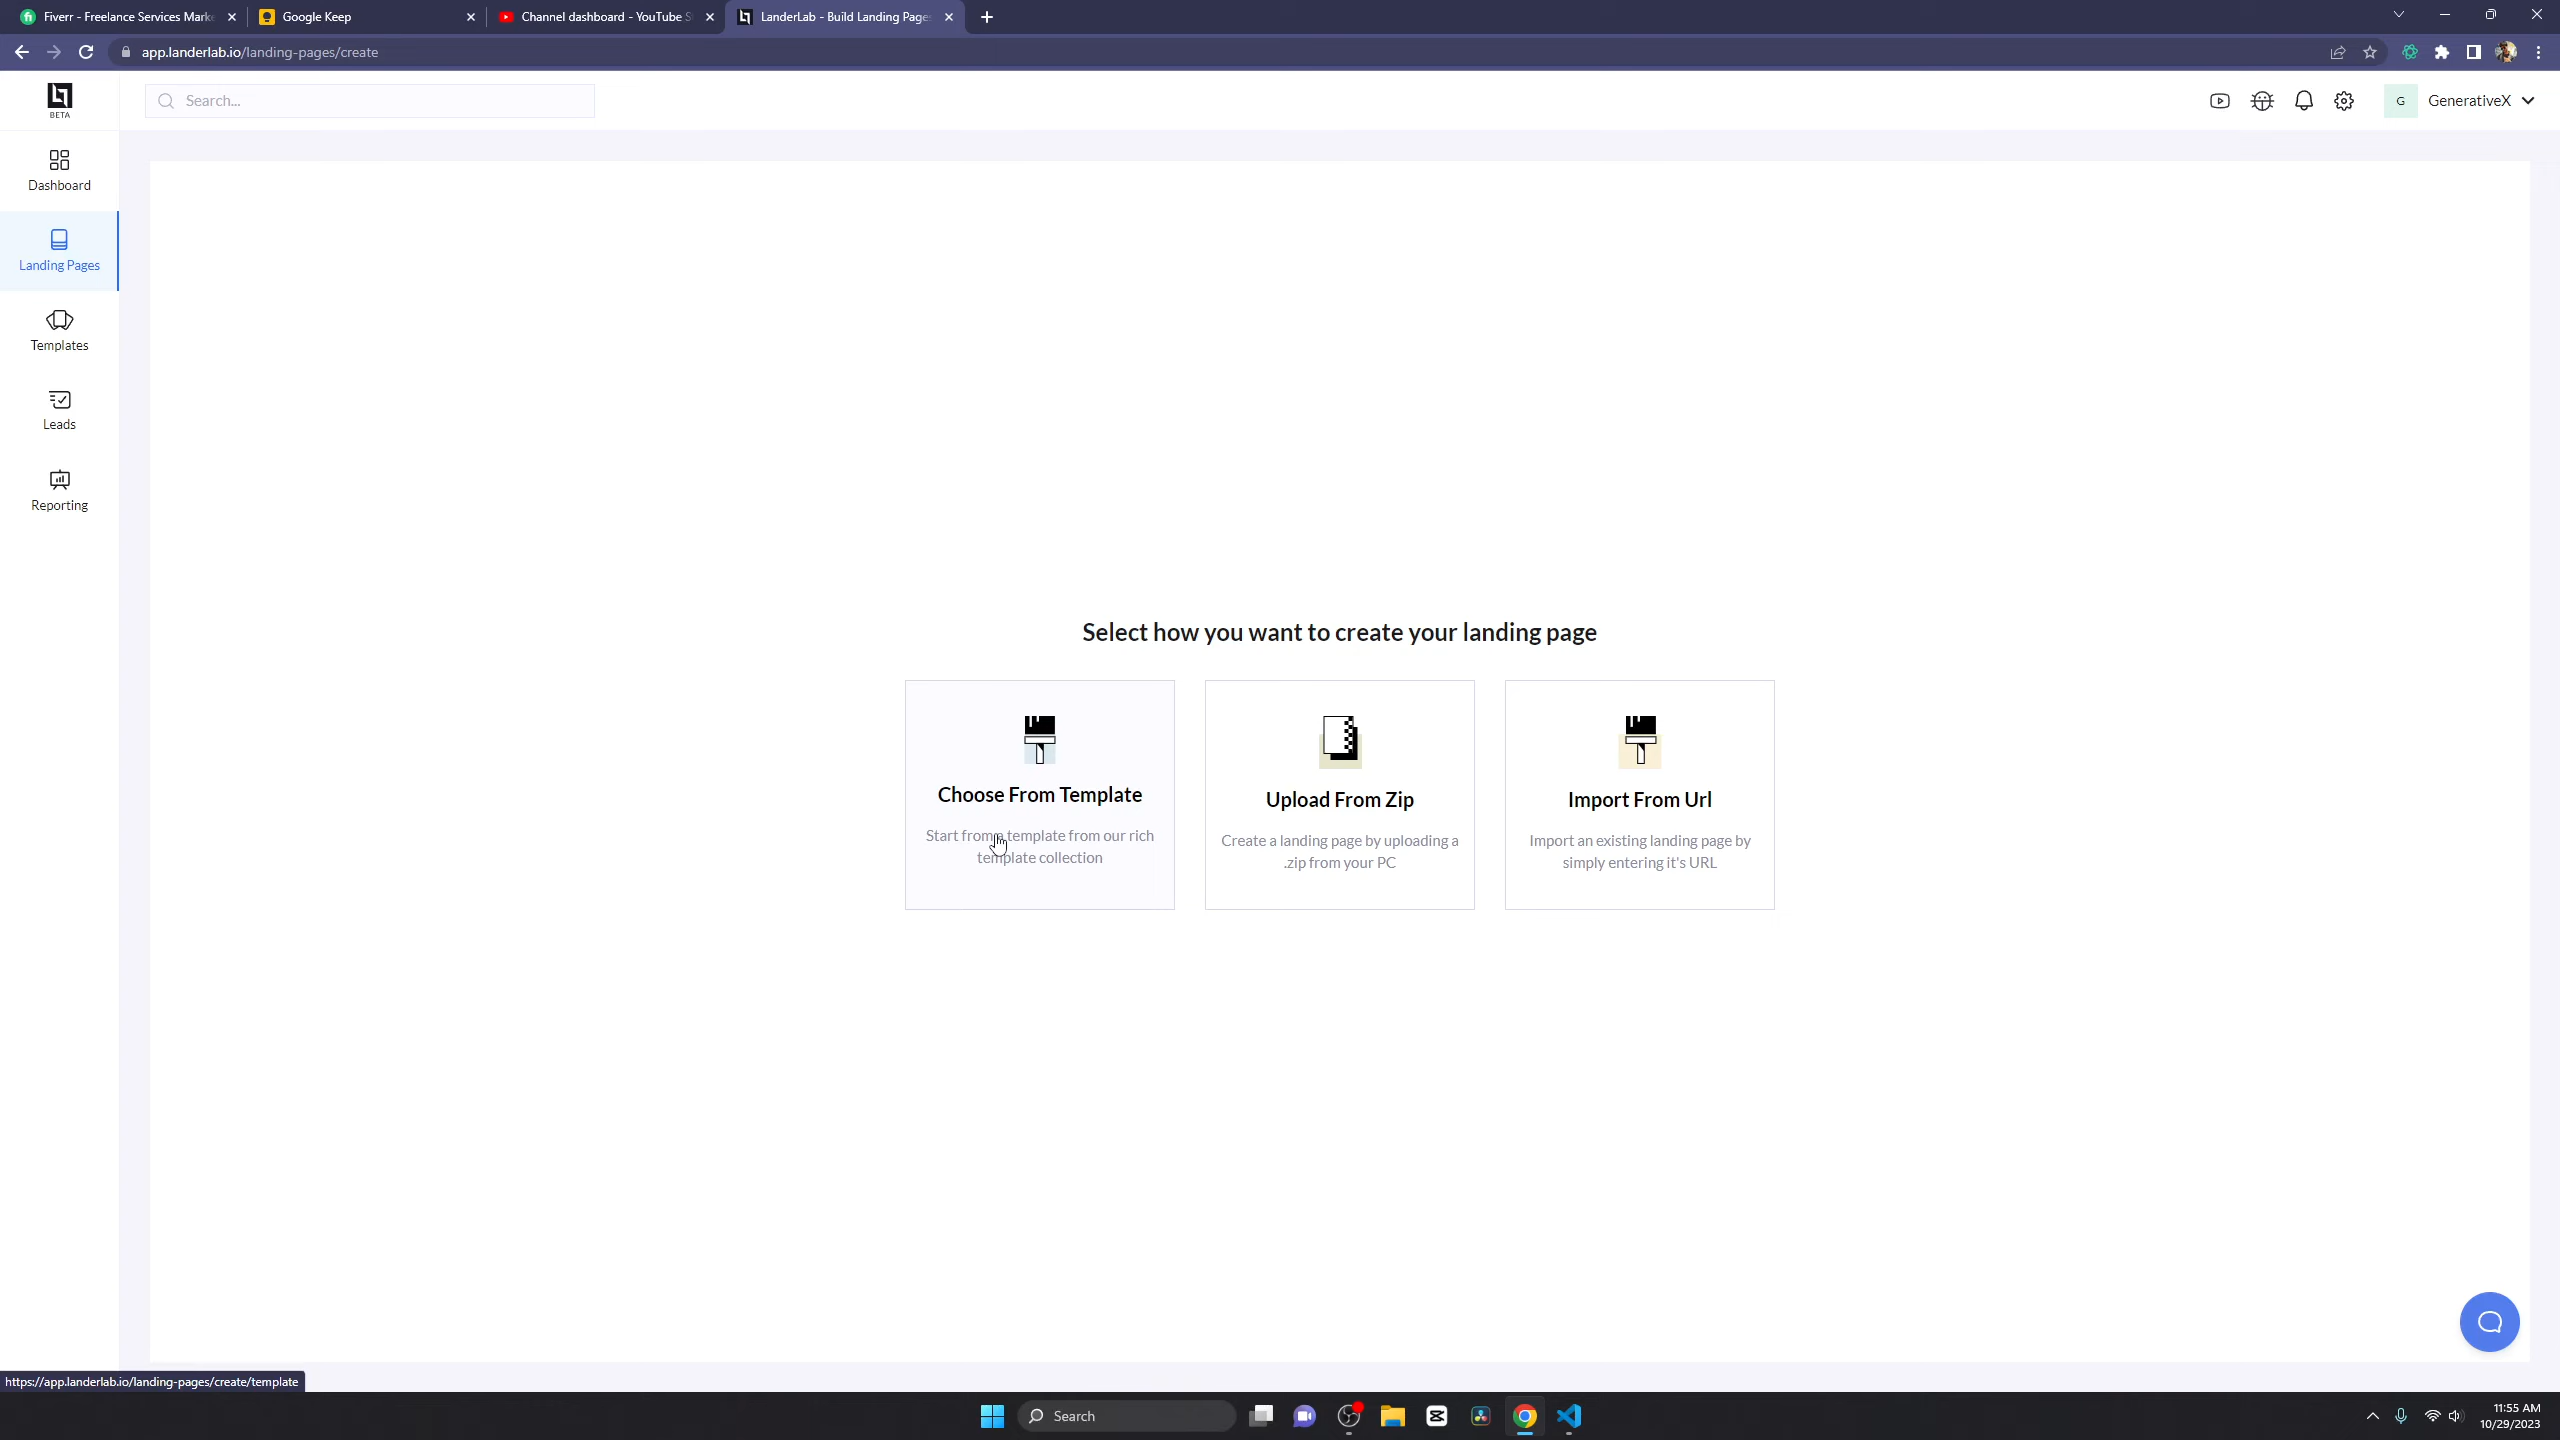 Fiverr - Freelance Services Marke
Google Keep
Channel dashboard - YouTube S
LanderLab - Build Landing Pages
app.landerlab.io/landing-pages/create
BETA
Search...
G
GenerativeX
Dashboard
Landing Pages
Templates
Leads
Reporting
Select how you want to create your landing page
Choose From Template
Start from a template from our rich
template collection
Upload From Zip
Create a landing page by uploading a
.zip from your PC
Import From Url
Import an existing landing page by
simply entering it's URL
https://app.landerlab.io/landing-pages/create/template
Search
11:55 AM
10/29/2023